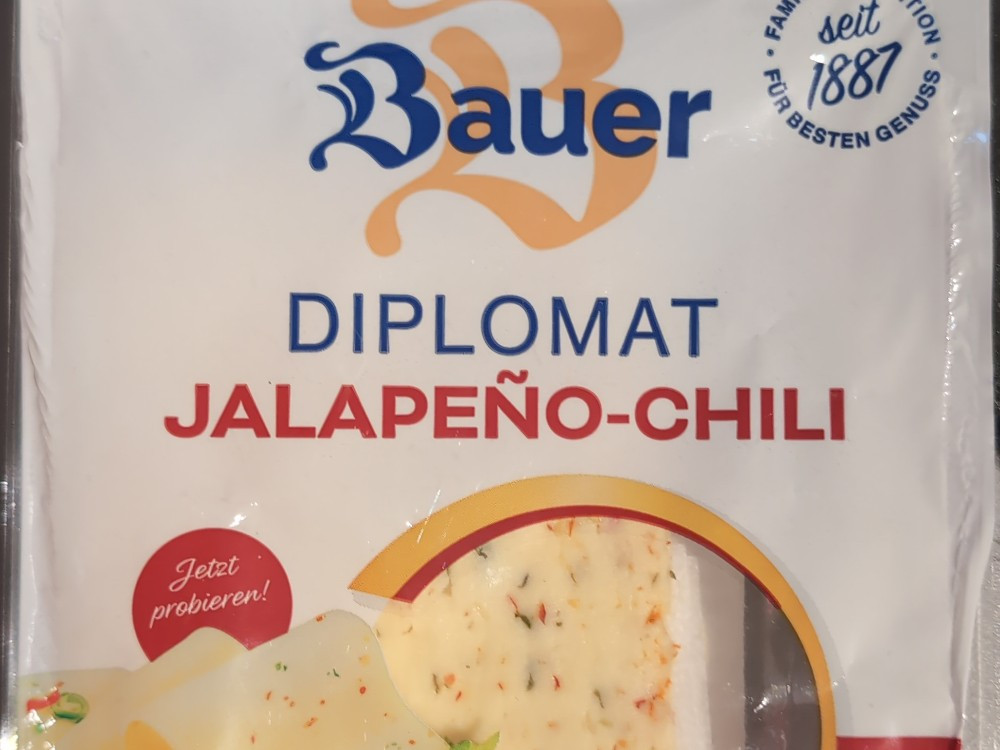 Bauer
seit
1887
FÜR BESTEN GENUSS
DIPLOMAT
JALAPEÑO-CHILI
Jetzt
probieren!